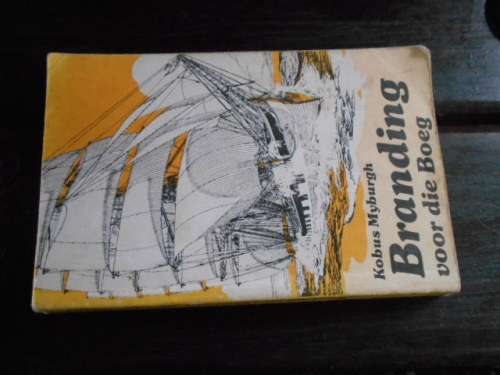 Kobus Myburgh
Branding
voor die Boeg